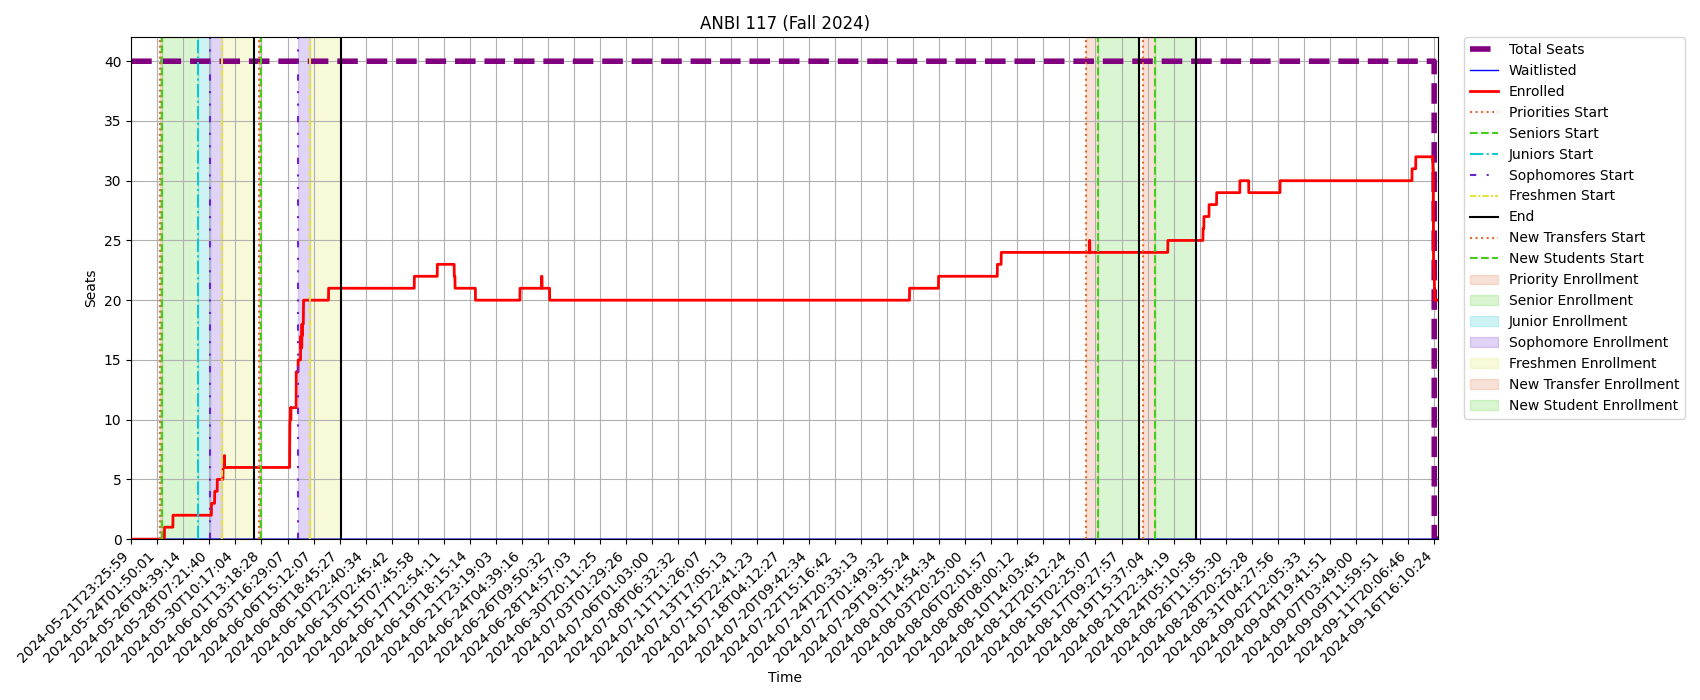 ANBI 117 (Fall 2024)
Seats
40
35
30
25
20
15
10
5
0
2024-05-21T23:25:59
2024-05-24T01:50:01
2024-05-26T04:39:14
2024-05-28T07:21:40
2024-05-30T10:17:04
2024-06-01T13:18:28
2024-06-03T16:29:07
2024-06-06T15:12:07
2024-06-08T18:45:27
2024-06-10T22:40:34
2024-06-13T02:45:42
2024-06-15T07:45:58
2024-06-17T12:54:11
2024-06-19T18:15:14
2024-06-21T23:19:03
2024-06-24T04:39:16
2024-06-26T09:50:32
2024-06-28T14:57:03
2024-06-30T20:11:25
2024-07-03T01:29:26
2024-07-06T01:03:00
2024-07-08T06:32:32
2024-07-11T11:26:07
2024-07-13T17:05:13
2024-07-15T22:41:23
2024-07-18T04:12:27
2024-07-20T09:42:34
2024-07-22T15:16:42
2024-07-24T20:33:13
2024-07-27T01:49:32
2024-07-29T19:35:24
2024-08-01T14:54:34
2024-08-03T20:25:00
2024-08-06T02:01:57
2024-08-08T08:00:12
2024-08-10T14:03:45
2024-08-12T20:12:24
2024-08-15T02:25:07
2024-08-17T09:27:57
2024-08-19T15:37:04
2024-08-21T22:34:19
2024-08-24T05:10:58
2024-08-26T11:55:30
2024-08-28T20:25:28
2024-08-31T04:27:56
2024-09-02T12:05:33
2024-09-04T19:41:51
2024-09-07T03:49:00
2024-09-09T11:59:51
2024-09-11T20:06:46
2024-09-16T16:10:24
Time
Total Seats
Waitlisted
Enrolled
Priorities Start
Seniors Start
Juniors Start
Sophomores Start
Freshmen Start
End
New Transfers Start
New Students Start
Priority Enrollment
Senior Enrollment
Junior Enrollment
Sophomore Enrollment
Freshmen Enrollment
New Transfer Enrollment
New Student Enrollment